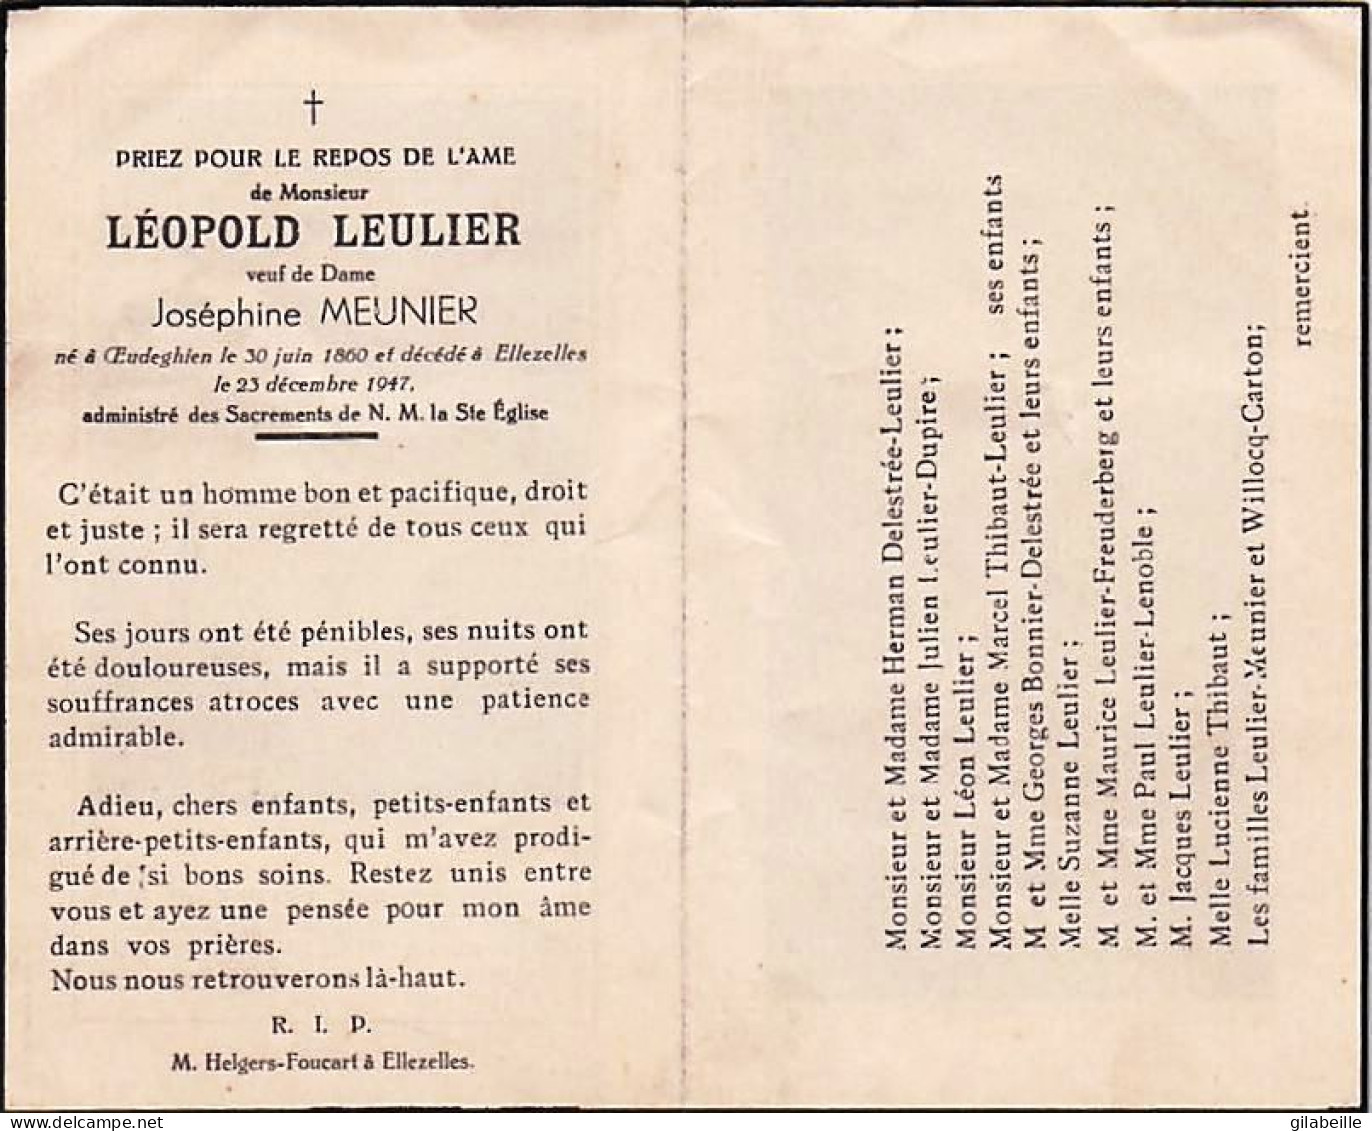 †
PRIEZ POUR LE REPOS DE L'AME
de Monsieur
LÉOPOLD LEULIER
veuf de Dame
Joséphine MEUNIER
né à Œudeghien le 30 juin 1860 et décédé à Ellezelles
le 23 décembre 1947.
administré des Sacrements de N. M. la Ste Église
C'était un homme bon et pacifique, droit
et juste ; il sera regretté de tous ceux qui
l'ont connu.
Ses jours ont été pénibles, ses nuits ont
été douloureuses, mais il a supporté ses
souffrances atroces avec une patience
admirable.
Adieu, chers enfants, petits-enfants et
arrière-petits-enfants, qui m'avez prodi-
gué de si bons soins. Restez unis entre
vous et ayez une pensée pour mon âme
dans vos prières.
Nous nous retrouverons là-haut.
R. I. P.
M. Helgers-Foucart à Ellezelles.
Monsieur et Madame Herman Delestrée-Leulier ;
Monsieur et Madame Julien Leulier-Dupire ;
Monsieur Léon Leulier ;
Monsieur et Madame Marcel Thibaut-Leulier ; ses enfants
M et Mme Georges Bonnier-Delestrée et leurs enfants ;
Melle Suzanne Leulier ;
M et Mme Maurice Leulier-Freuderberg et leurs enfants ;
M. et Mme Paul Leulier-Lenoble ;
M. Jacques Leulier ;
Melle Lucienne Thibaut ;
Les familles Leulier-Meunier et Willocq-Carton ;
remercient.
gilabeille